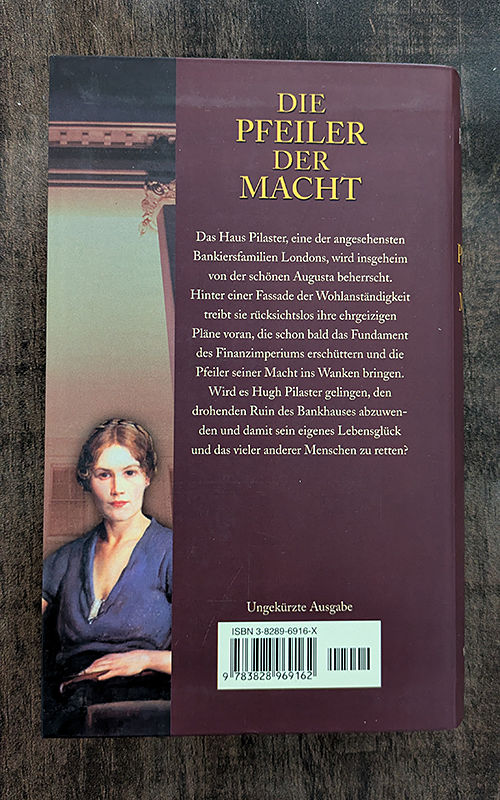 DIE
PFEILER
DER
MACHT
Das Haus Pilaster, eine der angesehensten
Bankiersfamilien Londons, wird insgeheim
von der schönen Augusta beherrscht.
Hinter einer Fassade der Wohlanständigkeit
treibt sie rücksichtslos ihre ehrgeizigen
Pläne voran, die schon bald das Fundament
des Finanzimperiums erschüttern und die
Pfeiler seiner Macht ins Wanken bringen.
Wird es Hugh Pilaster gelingen, den
drohenden Ruin des Bankhauses abzuwen-
den und damit sein eigenes Lebensglück
und das vieler anderer Menschen zu retten?
Ungekürzte Ausgabe
ISBN 3-8289-6916-X
9 783828 969162